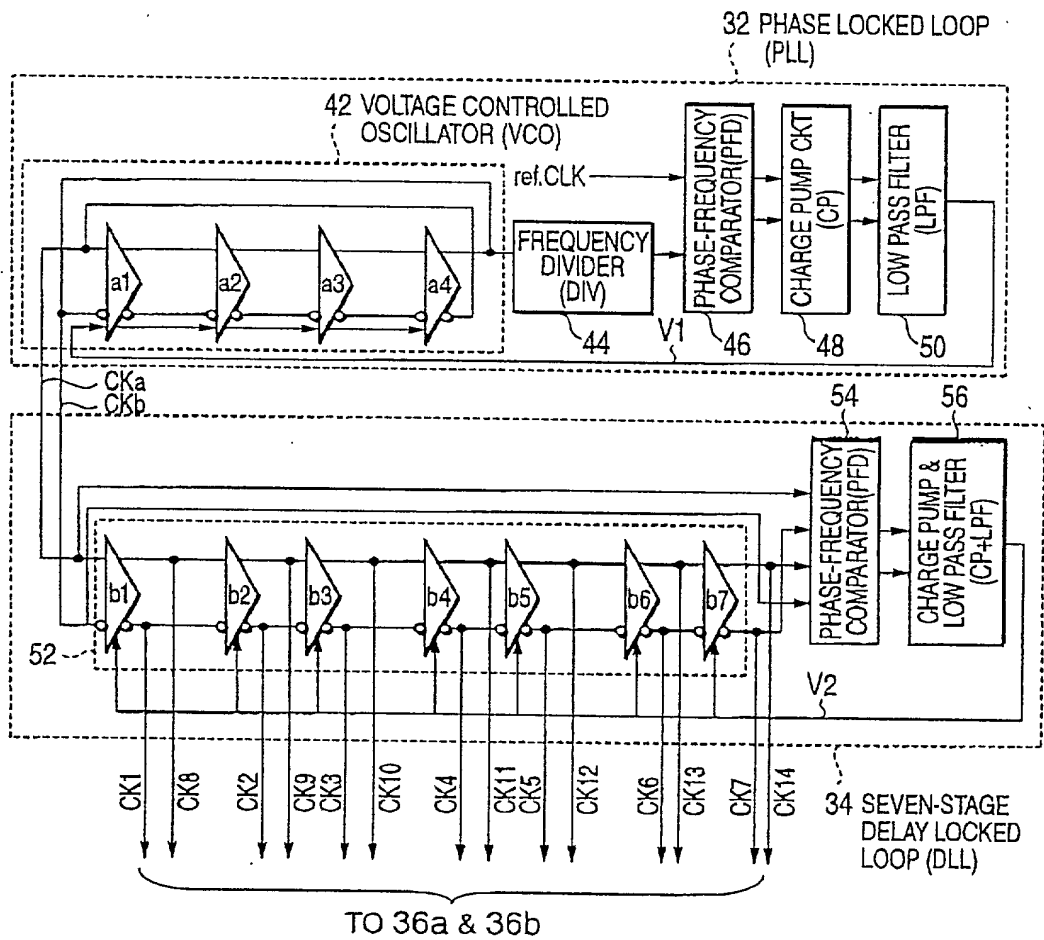 32 PHASE LOCKED LOOP
(PLL)
42 VOLTAGE CONTROLLED
OSCILLATOR (VCO)
ref.CLK
a1
a2
a3
a4
FREQUENCY
DIVIDER
(DIV)
44
PHASE-FREQUENCY
COMPARATOR(PFD)
46
CHARGE PUMP CKT
(CP)
48
LOW PASS FILTER
(LPF)
50
V1
CKa
CKb
54
56
PHASE-FREQUENCY
COMPARATOR(PFD)
CHARGE PUMP &
LOW PASS FILTER
(CP+LPF)
b1
b2
b3
b4
b5
b6
b7
52
V2
CK1
CK8
CK2
CK9
CK3
CK10
CK4
CK11
CK5
CK12
CK6
CK13
CK7
CK14
34 SEVEN-STAGE
DELAY LOCKED
LOOP (DLL)
TO 36a & 36b